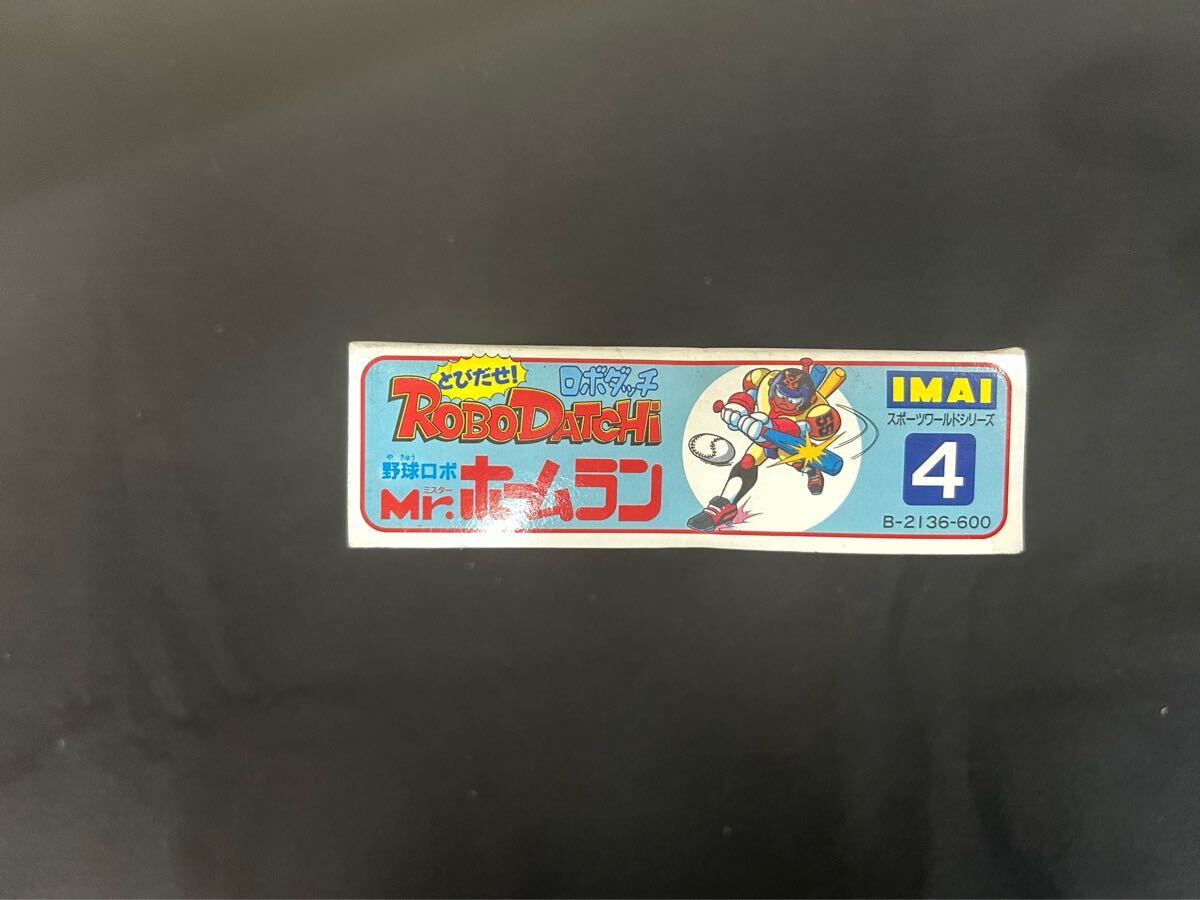 とびだせ!
ロボダッチ
ROBODATCHi
野球ロボ
やきゅう
ミスター
Mr.ホームラン
55
IMAI
スポーツワールドシリーズ
4
B-2136-600